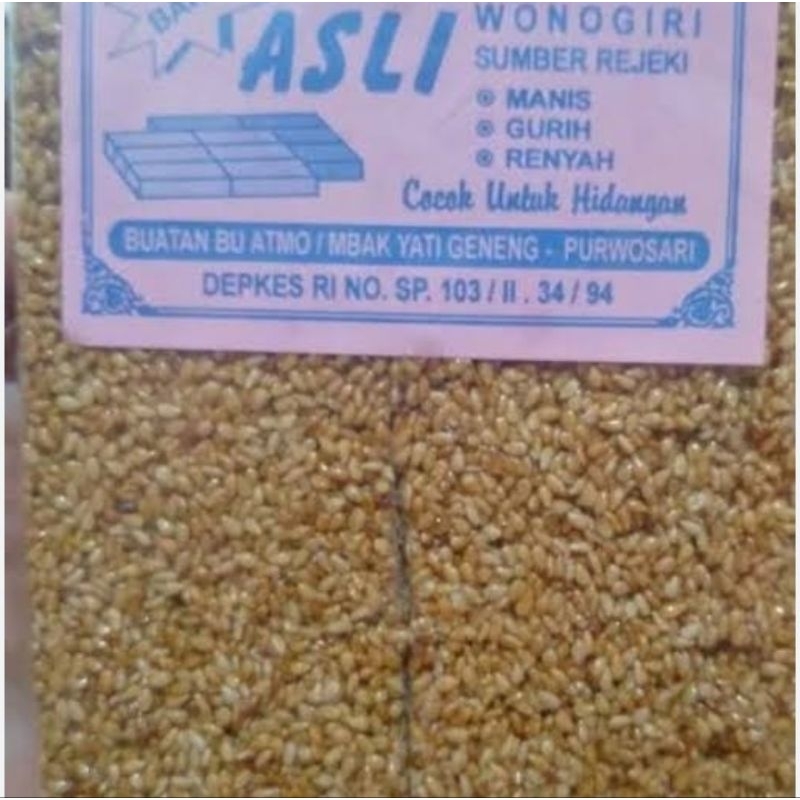 ASLI
WONOGIRI
SUMBER REJEKI
MANIS
GURIH
RENYAH
Cocok Untuk Hidangan
BUATAN BU ATMO / MBAK YATI GENENG - PURWOSARI
DEPKES RI NO. SP. 103 / II . 34 / 94